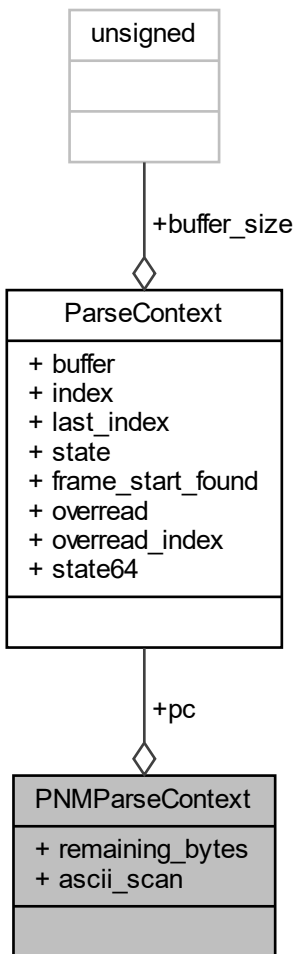 unsigned
+buffer_size
ParseContext
+ buffer
+ index
+ last_index
+ state
+ frame_start_found
+ overread
+ overread_index
+ state64
+pc
PNMParseContext
+ remaining_bytes
+ ascii_scan